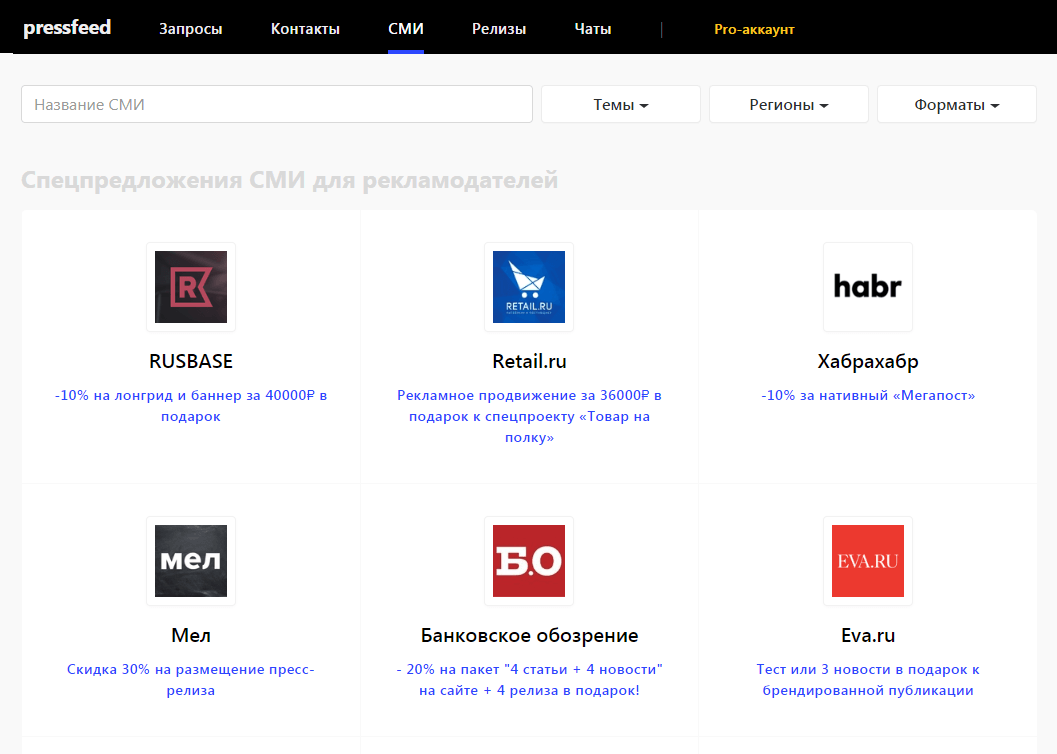 pressfeed Запросы Контакты СМИ Релизы Чаты | Pro-аккаунт
Название СМИ Темы Регионы Форматы
Спецпредложения СМИ для рекламодателей
R RETAIL.RU habr
RUSBASE Retail.ru Хабрахабр
-10% на лонгрид и баннер за 40000₽ в
подарок
Рекламное продвижение за 36000₽ в
подарок к спецпроекту «Товар на
полку»
-10% за нативный «Мегапост»
мел Б.О EVA.RU
Мел Банковское обозрение Eva.ru
Скидка 30% на размещение пресс-
релиза
- 20% на пакет "4 статьи + 4 новости"
на сайте + 4 релиза в подарок!
Тест или 3 новости в подарок к
брендированной публикации